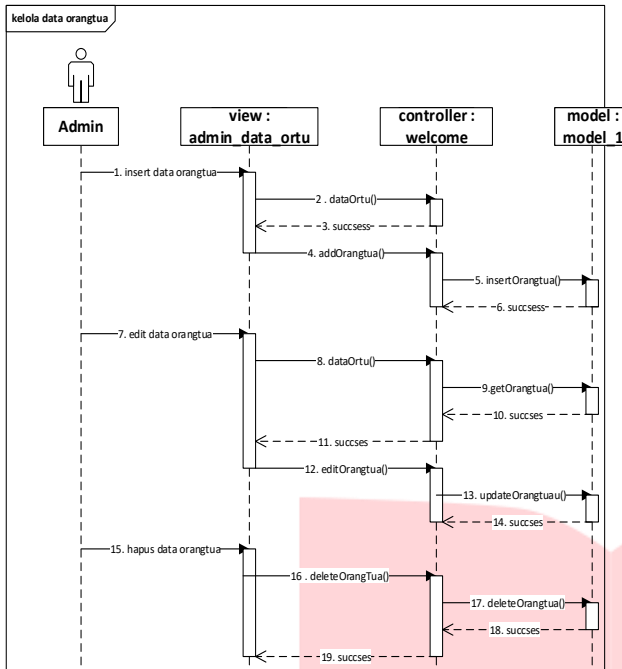 kelola data orangtua
Admin
view :
admin_data_ortu
controller :
welcome
model :
model_1
1. insert data orangtua
2 . dataOrtu()
3. succsess
4. addOrangtua()
5. insertOrangtua()
6. succsess
7. edit data orangtua
8. dataOrtu()
9.getOrangtua()
10. succses
11. succses
12. editOrangtua()
13. updateOrangtuau()
14. succses
15. hapus data orangtua
16 . deleteOrangTua()
17. deleteOrangtua()
18. succses
19. succses